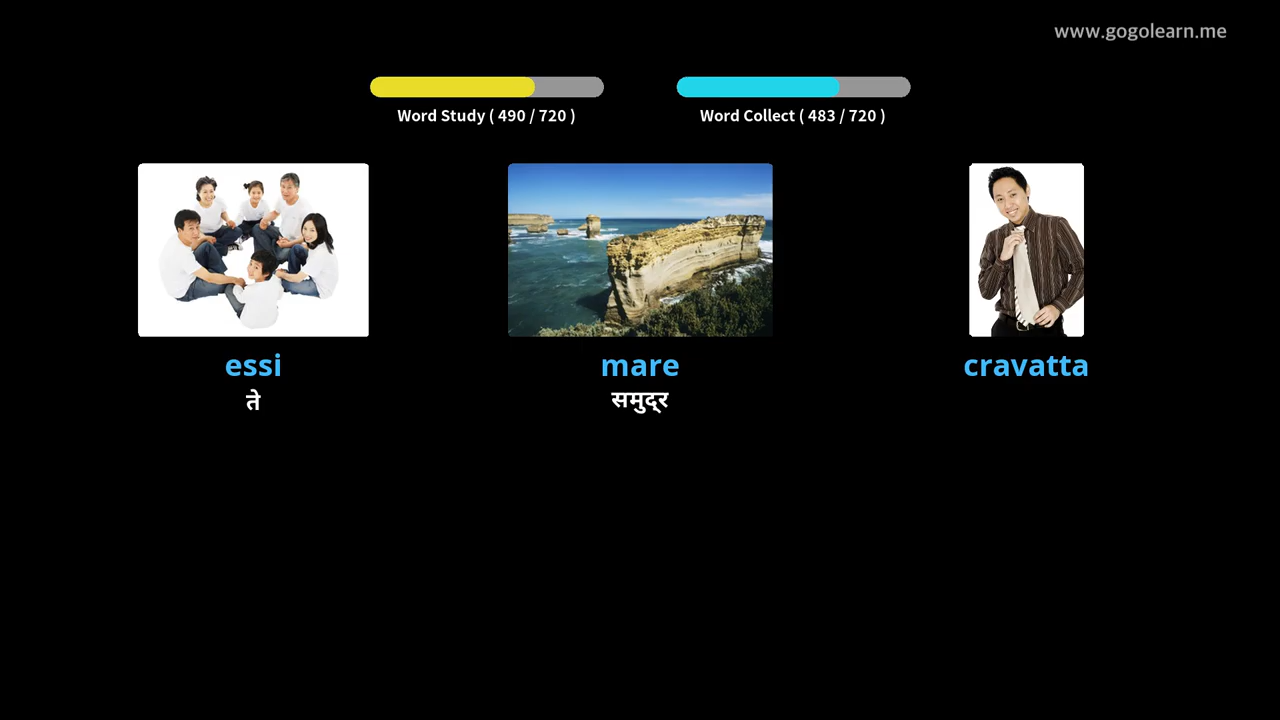 www.gogolearn.me
Word Study ( 490 / 720 )
Word Collect ( 483 / 720 )
essi
mare
cravatta
ते
समुद्र